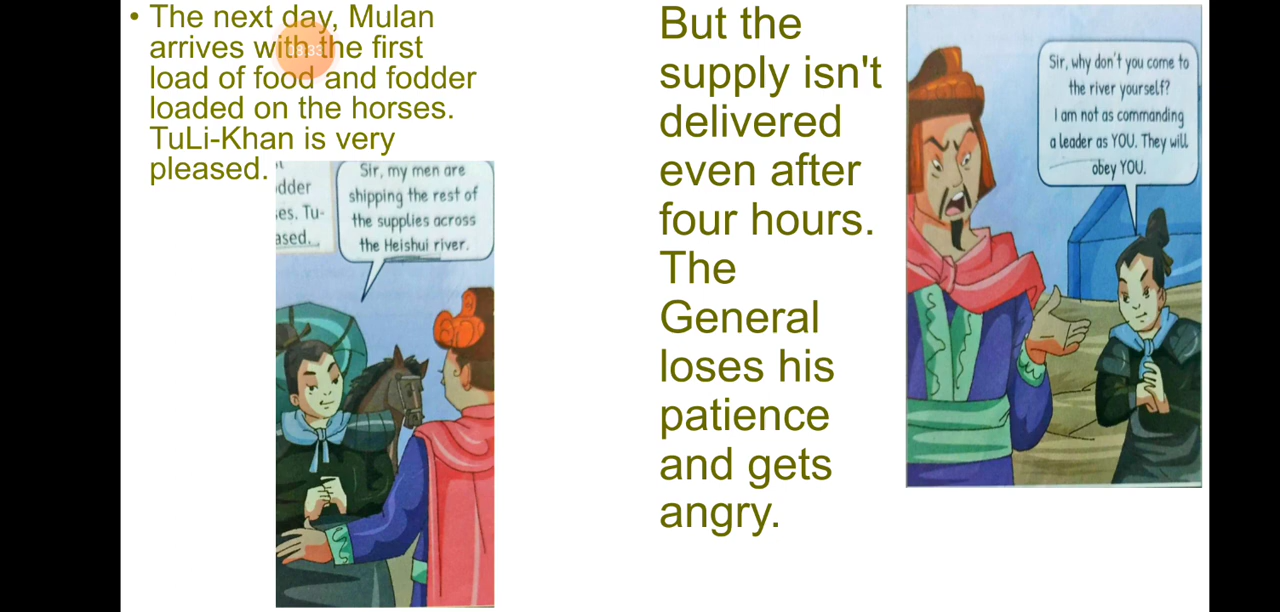 • The next day, Mulan
arrives with the first
load of food and fodder
loaded on the horses.
TuLi-Khan is very
pleased.
dder
es. Tu-
ased.
Sir, my men are
shipping the rest of
the supplies across
the Heishui river.
But the
supply isn't
delivered
even after
four hours.
The
General
loses his
patience
and gets
angry.
Sir, why don't you come to
the river yourself?
I am not as commanding
a leader as YOU. They will
obey YOU.